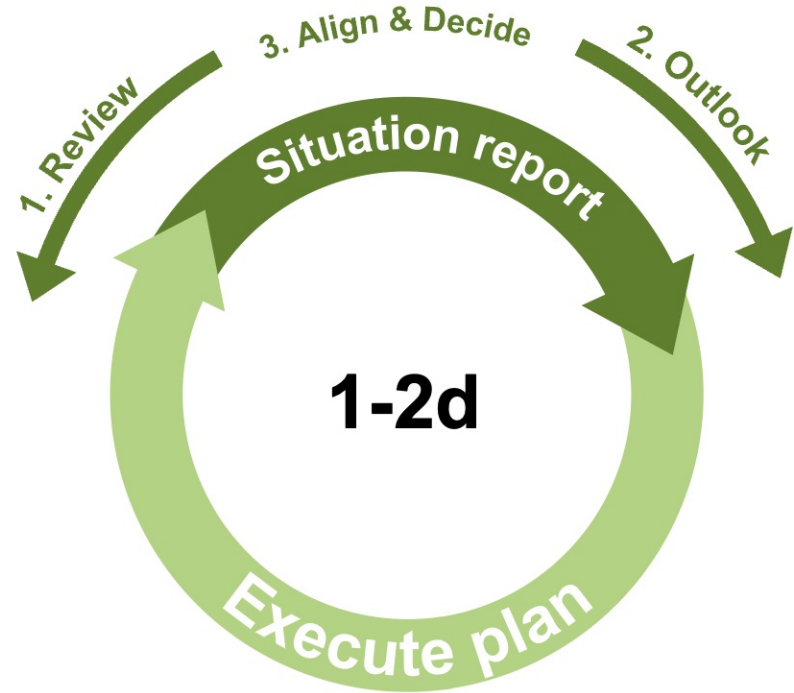 1. Review
3. Align & Decide
2. Outlook
Situation report
1-2d
Execute plan